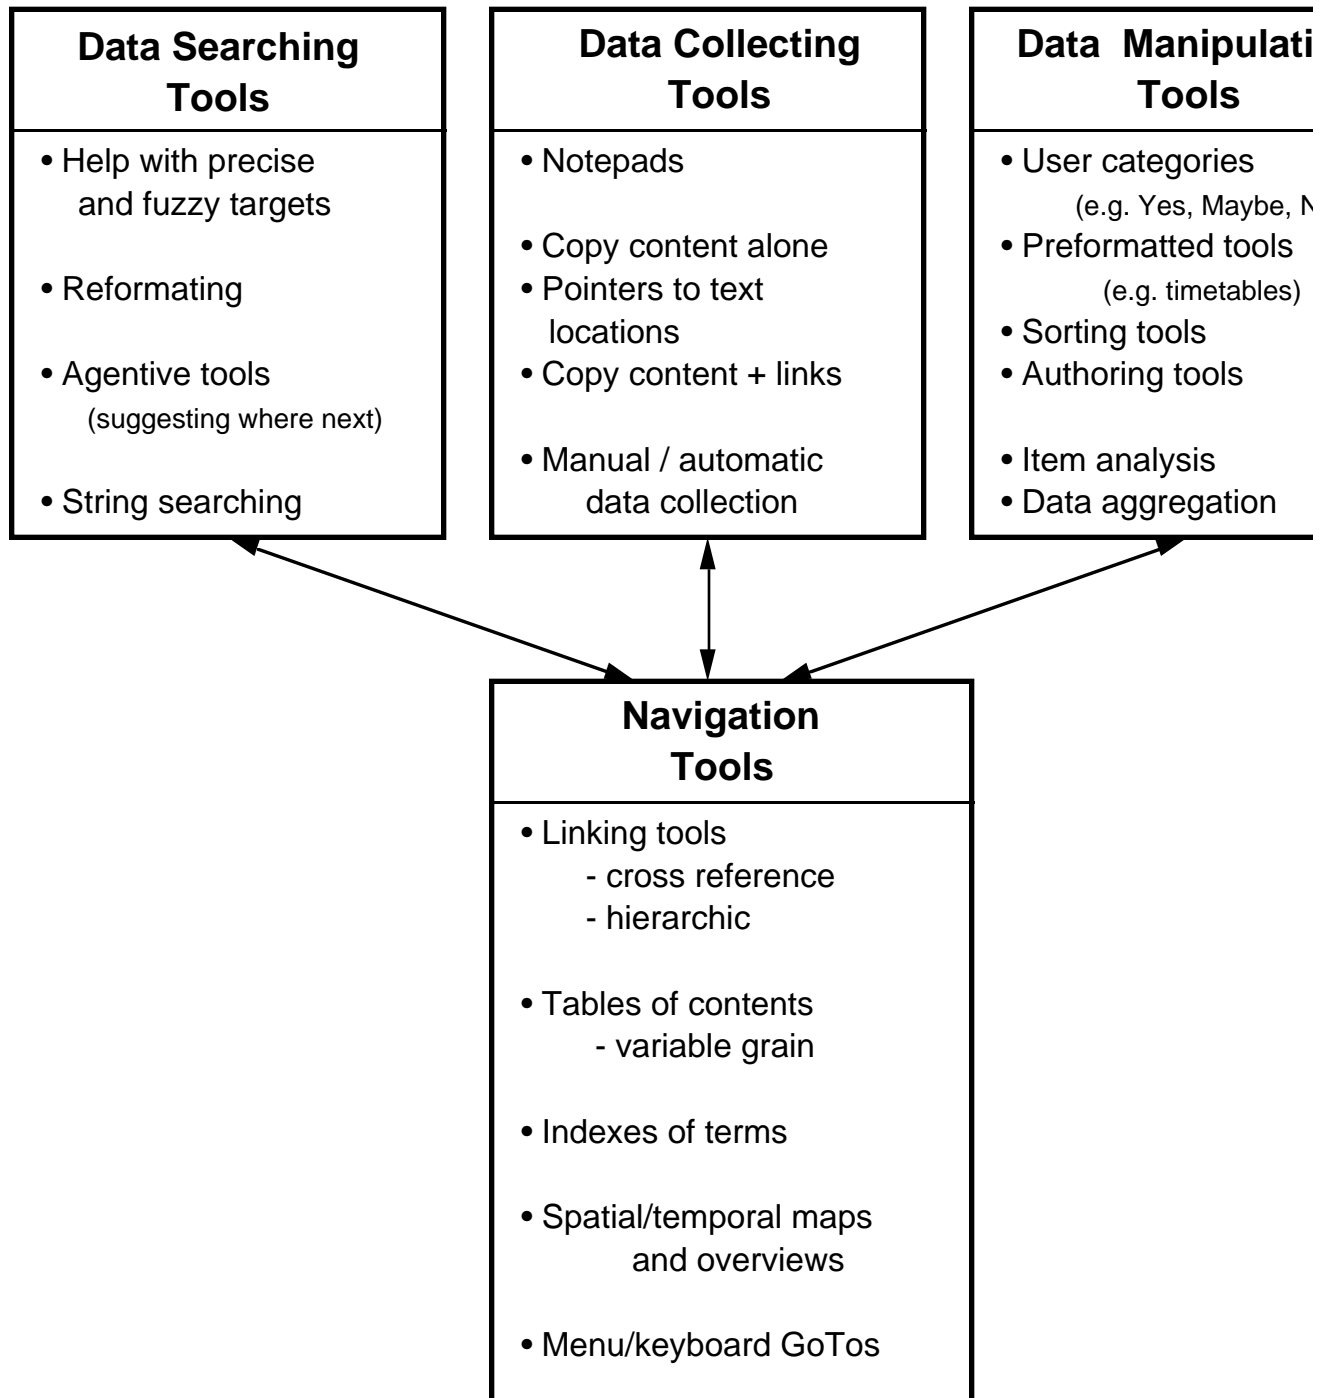 Data Searching
Tools
• Help with precise
and fuzzy targets
• Reformating
• Agentive tools
(suggesting where next)
• String searching
Data Collecting
Tools
• Notepads
• Copy content alone
• Pointers to text
locations
• Copy content + links
• Manual / automatic
data collection
Data Manipulati
Tools
• User categories
(e.g. Yes, Maybe,
• Preformatted tools
(e.g. timetables)
• Sorting tools
• Authoring tools
• Item analysis
• Data aggregation
Navigation
Tools
• Linking tools
- cross reference
- hierarchic
• Tables of contents
- variable grain
• Indexes of terms
• Spatial/temporal maps
and overviews
• Menu/keyboard GoTos